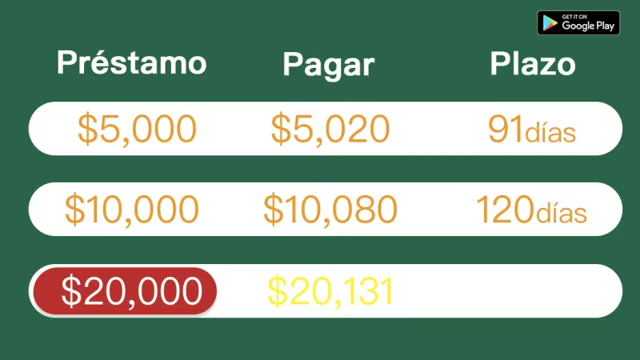 GET IT ON
Google Play
Préstamo Pagar Plazo
$5,000 $5,020 91días
$10,000 $10,080 120días
$20,000 $20,131